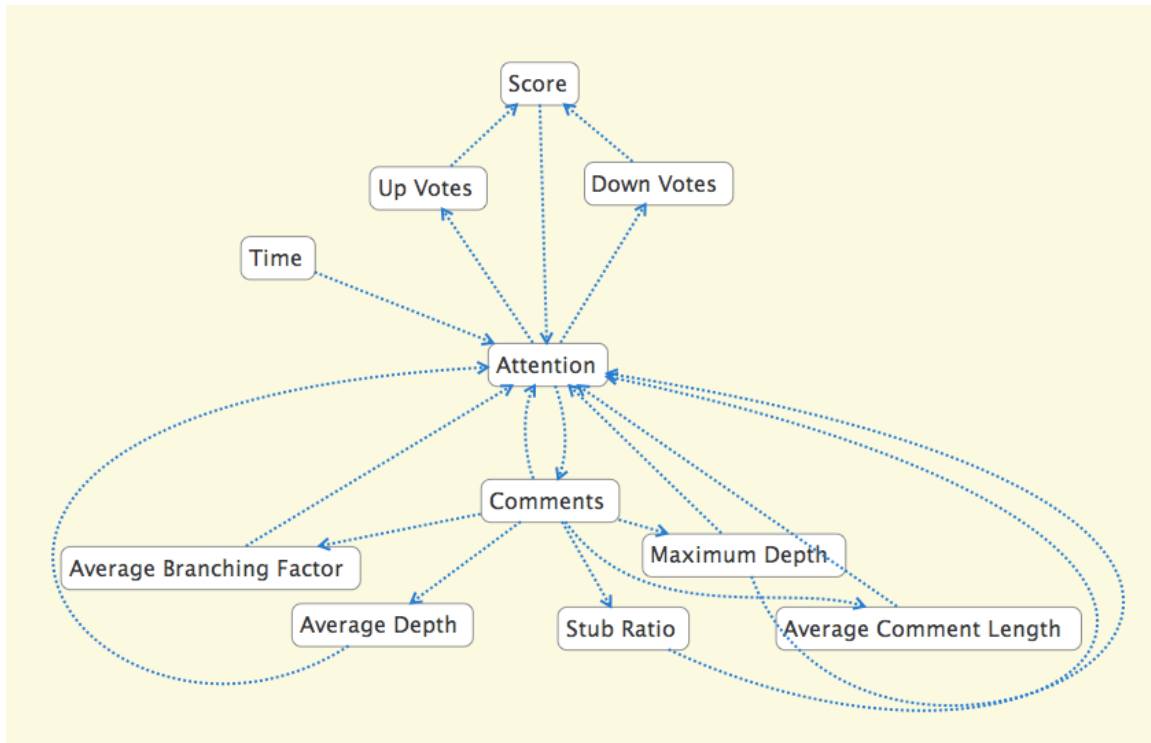 Score
Up Votes
Down Votes
Time
Attention
Comments
Average Branching Factor
Maximum Depth
Average Depth
Stub Ratio
Average Comment Length